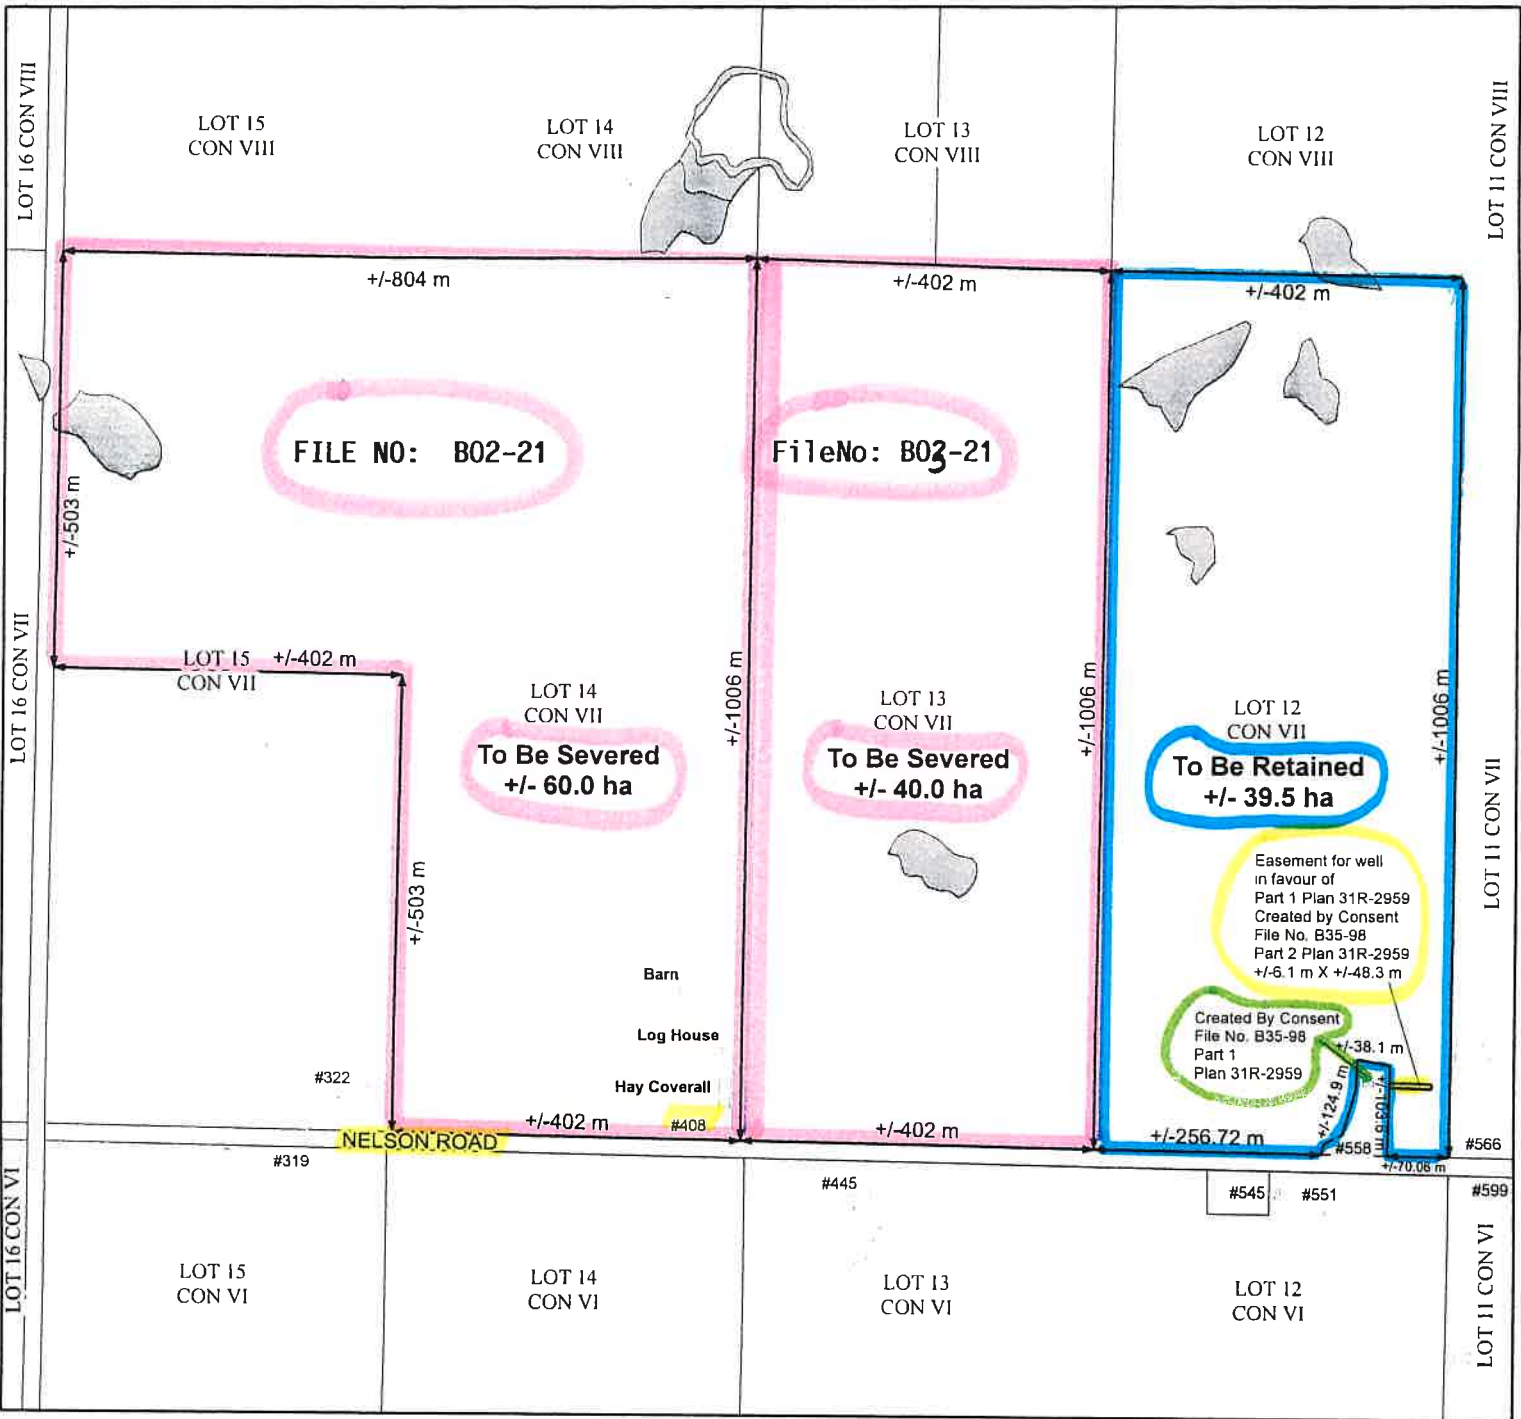 LOT 16 CON VIII
LOT 15
CON VIII
LOT 14
CON VIII
LOT 13
CON VIII
LOT 12
CON VIII
LOT 11 CON VIII
+/-804 m
+/-402 m
+/-402 m
FILE NO: B02-21
FileNo: B03-21
+/-503 m
LOT 16 CON VII
LOT 15 +/-402 m
CON VII
LOT 14
CON VII
To Be Severed
+/- 60.0 ha
+/-1006 m
LOT 13
CON VII
To Be Severed
+/- 40.0 ha
+/-1006 m
LOT 12
CON VII
To Be Retained
+/- 39.5 ha
+/-1006 m
LOT 11 CON VII
+/-503 m
Easement for well
in favour of
Part 1 Plan 31R-2959
Created by Consent
File No. B35-98
Part 2 Plan 31R-2959
+/-6.1 m X +/-48.3 m
Barn
Log House
Hay Coverall
Created By Consent
File No. B35-98
Part 1
Plan 31R-2959
+/-38.1 m
+/-124.9 m
+/-103.5 m
#322
+/-402 m
#408
+/-402 m
+/-256.72 m
#558
+/-70.06 m
#566
NELSON ROAD
#319
#445
#545
#551
#599
LOT 16 CON VI
LOT 15
CON VI
LOT 14
CON VI
LOT 13
CON VI
LOT 12
CON VI
LOT 11 CON VI